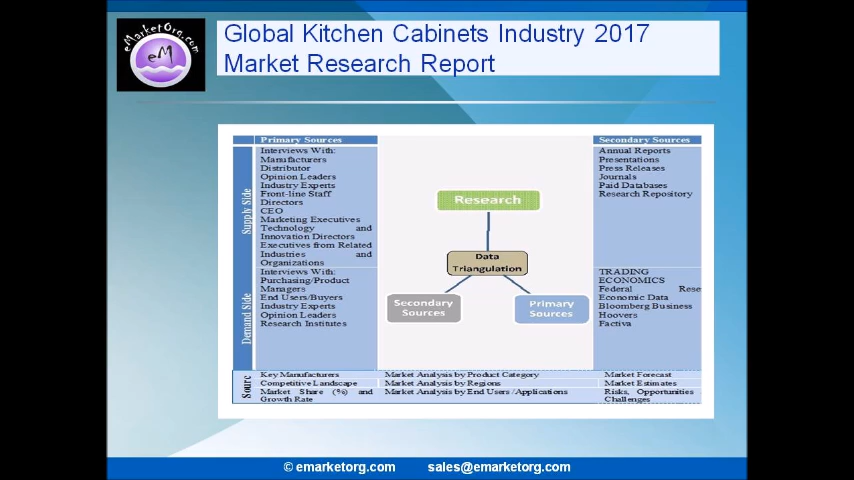 eMarketOrg.com
eM
Global Kitchen Cabinets Industry 2017
Market Research Report
Primary Sources
Supply Side
Interviews With:
Manufacturers
Distributor
Opinion Leaders
Industry Experts
Front-line Staff
Directors
CEO
Marketing Executives
Technology and
Innovation Directors
Executives from Related
Industries and
Organizations
Demand Side
Interviews With:
Purchasing/Product
Managers
End Users/Buyers
Industry Experts
Opinion Leaders
Research Institutes
Research
Data
Triangulation
Secondary
Sources
Primary
Sources
Secondary Sources
Annual Reports
Presentations
Press Releases
Journals
Paid Databases
Research Repository
TRADING
ECONOMICS
Federal Rese
Economic Data
Bloomberg Business
Hoovers
Factiva
Sourc
Key Manufacturers Market Analysis by Product Category Market Forecast
Competitive Landscape Market Analysis by Regions Market Estimates
Market Share (%) and Market Analysis by End Users /Applications Risks, Opportunities
Growth Rate Challenges
© emarketorg.com sales@emarketorg.com